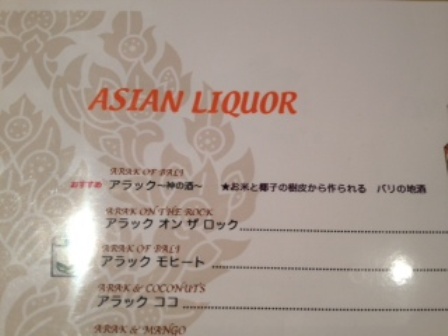 ASIAN LIQUOR
ARAK OF BALI
おすすめ アラック〜神の酒〜 ★お米と椰子の樹皮から作られる バリの地酒
ARAK ON THE ROCK
アラック オン ザ ロック
ARAK OF BALI
アラック モヒート
ARAK & COCONUTS
アラック ココ
ARAK & MANGO